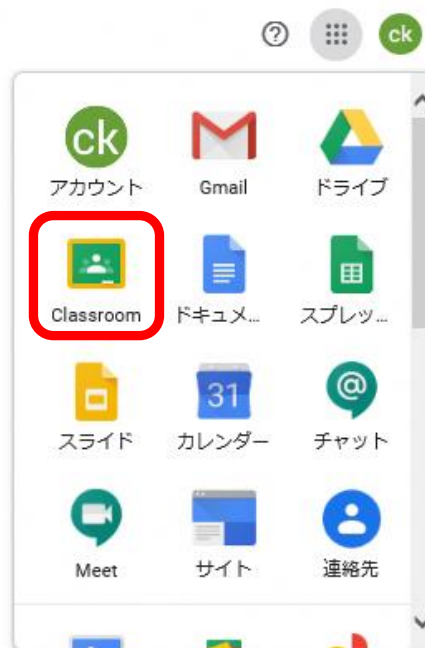 ? ck
ck
アカウント Gmail ドライブ
Classroom ドキュメ... スプレッ...
31
@
スライド カレンダー チャット
Meet サイト 連絡先